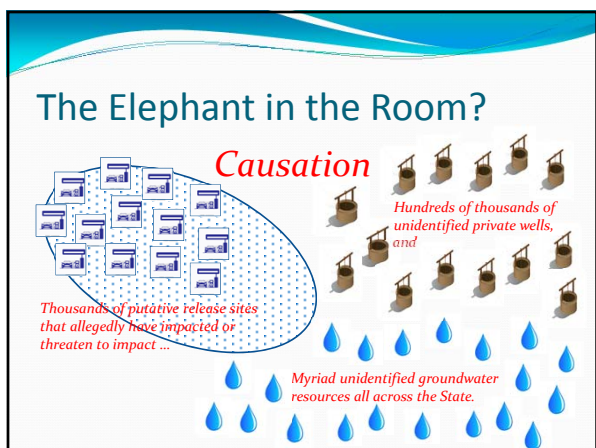 The Elephant in the Room?
Causation
Hundreds of thousands of
unidentified private wells,
and
Thousands of putative release sites
that allegedly have impacted or
threaten to impact ...
Myriad unidentified groundwater
resources all across the State.